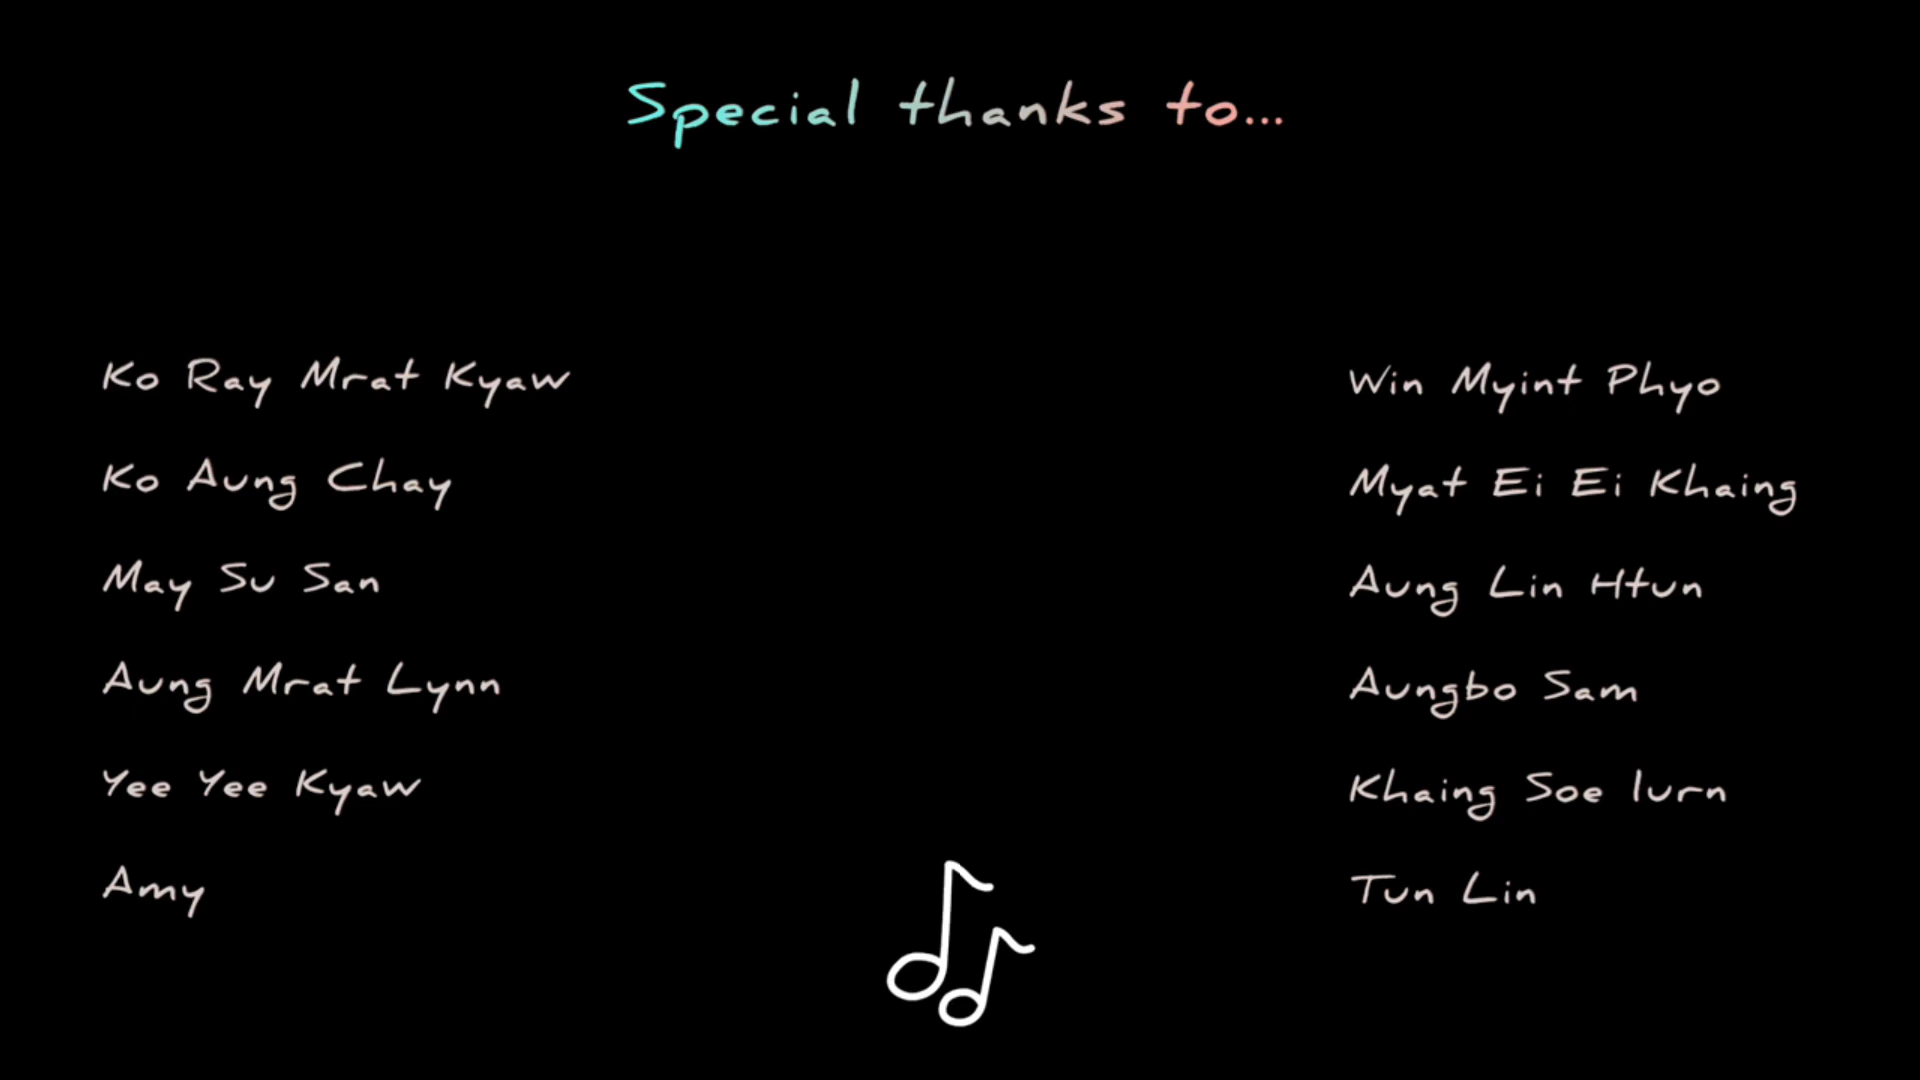 Special thanks to...
Ko Ray Mrat Kyaw
Ko Aung Chay
May Su San
Aung Mrat Lynn
Yee Yee Kyaw
Amy
Win Myint Phyo
Myat Ei Ei Khaing
Aung Lin Htun
Aungbo Sam
Khaing Soe lurn
Tun Lin